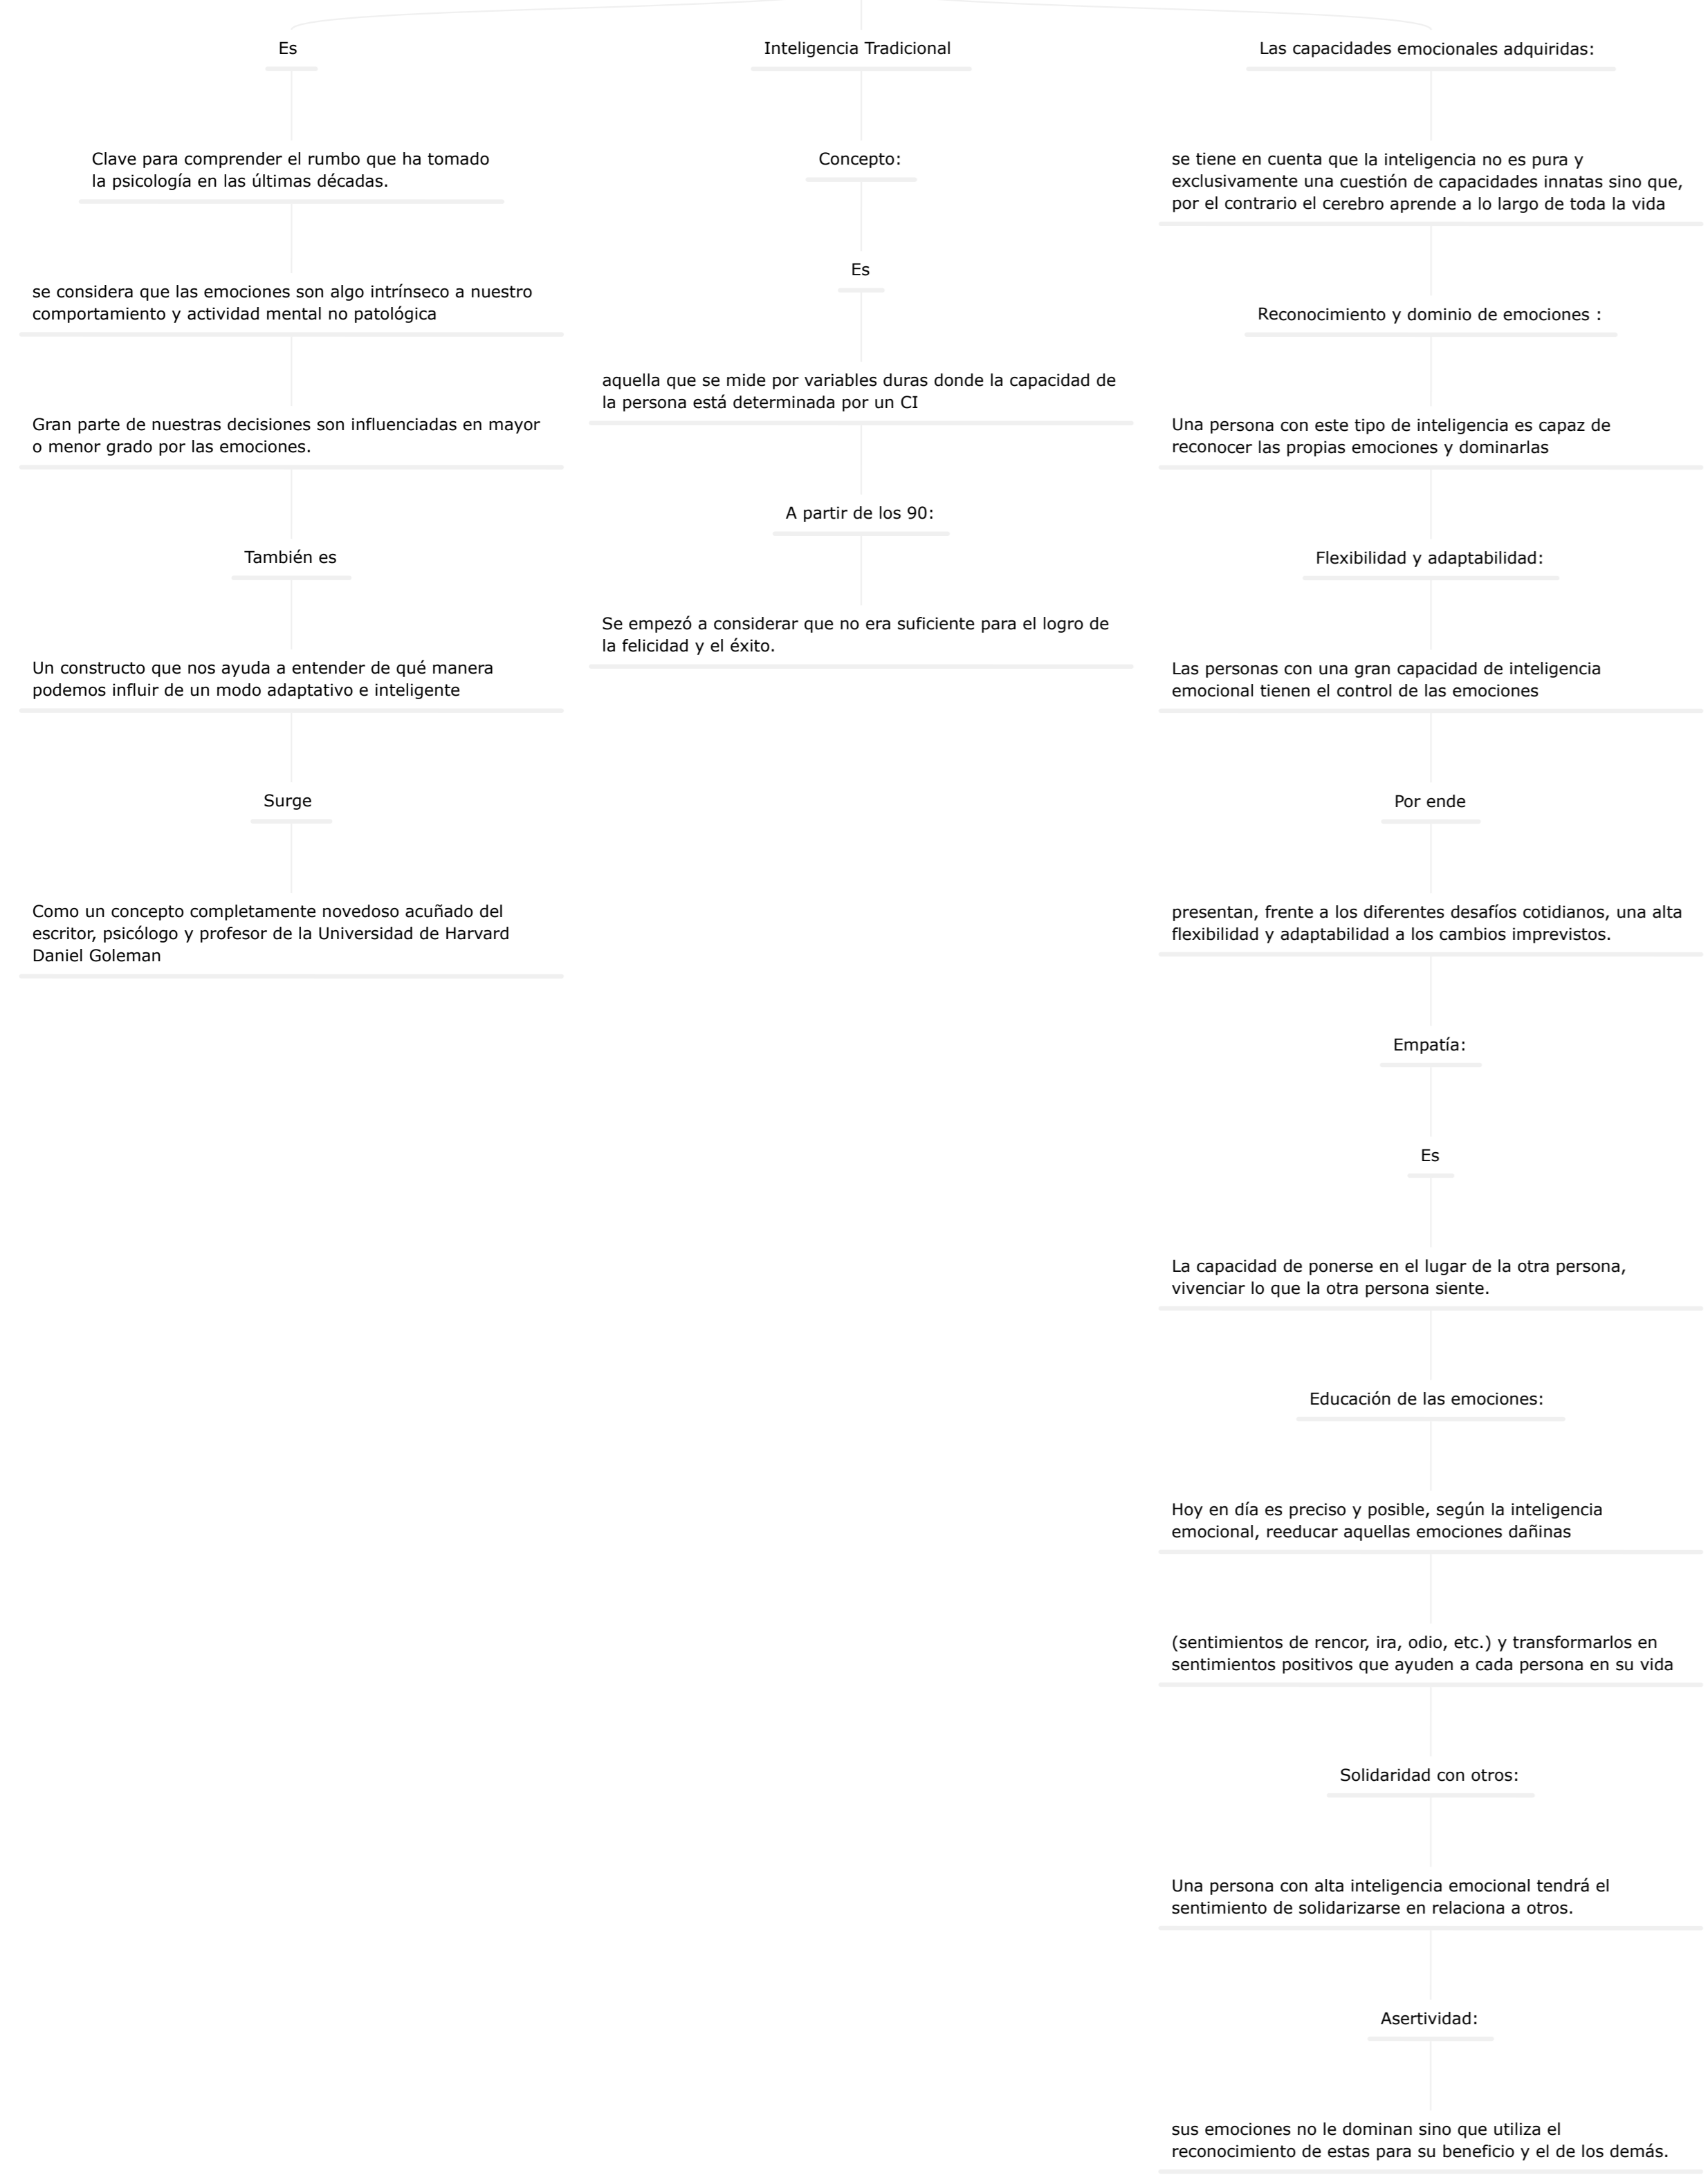 Es
Clave para comprender el rumbo que ha tomado
la psicología en las últimas décadas.
se considera que las emociones son algo intrínseco a nuestro
comportamiento y actividad mental no patológica
Gran parte de nuestras decisiones son influenciadas en mayor
o menor grado por las emociones.
También es
Un constructo que nos ayuda a entender de qué manera
podemos influir de un modo adaptativo e inteligente
Surge
Como un concepto completamente novedoso acuñado del
escritor, psicólogo y profesor de la Universidad de Harvard
Daniel Goleman
Inteligencia Tradicional
Concepto:
Es
aquella que se mide por variables duras donde la capacidad de
la persona está determinada por un CI
A partir de los 90:
Se empezó a considerar que no era suficiente para el logro de
la felicidad y el éxito.
Las capacidades emocionales adquiridas:
se tiene en cuenta que la inteligencia no es pura y
exclusivamente una cuestión de capacidades innatas sino que,
por el contrario el cerebro aprende a lo largo de toda la vida
Reconocimiento y dominio de emociones :
Una persona con este tipo de inteligencia es capaz de
reconocer las propias emociones y dominarlas
Flexibilidad y adaptabilidad:
Las personas con una gran capacidad de inteligencia
emocional tienen el control de las emociones
Por ende
presentan, frente a los diferentes desafíos cotidianos, una alta
flexibilidad y adaptabilidad a los cambios imprevistos.
Empatía:
Es
La capacidad de ponerse en el lugar de la otra persona,
vivenciar lo que la otra persona siente.
Educación de las emociones:
Hoy en día es preciso y posible, según la inteligencia
emocional, reeducar aquellas emociones dañinas
(sentimientos de rencor, ira, odio, etc.) y transformarlos en
sentimientos positivos que ayuden a cada persona en su vida
Solidaridad con otros:
Una persona con alta inteligencia emocional tendrá el
sentimiento de solidarizarse en relaciona a otros.
Asertividad:
sus emociones no le dominan sino que utiliza el
reconocimiento de estas para su beneficio y el de los demás.